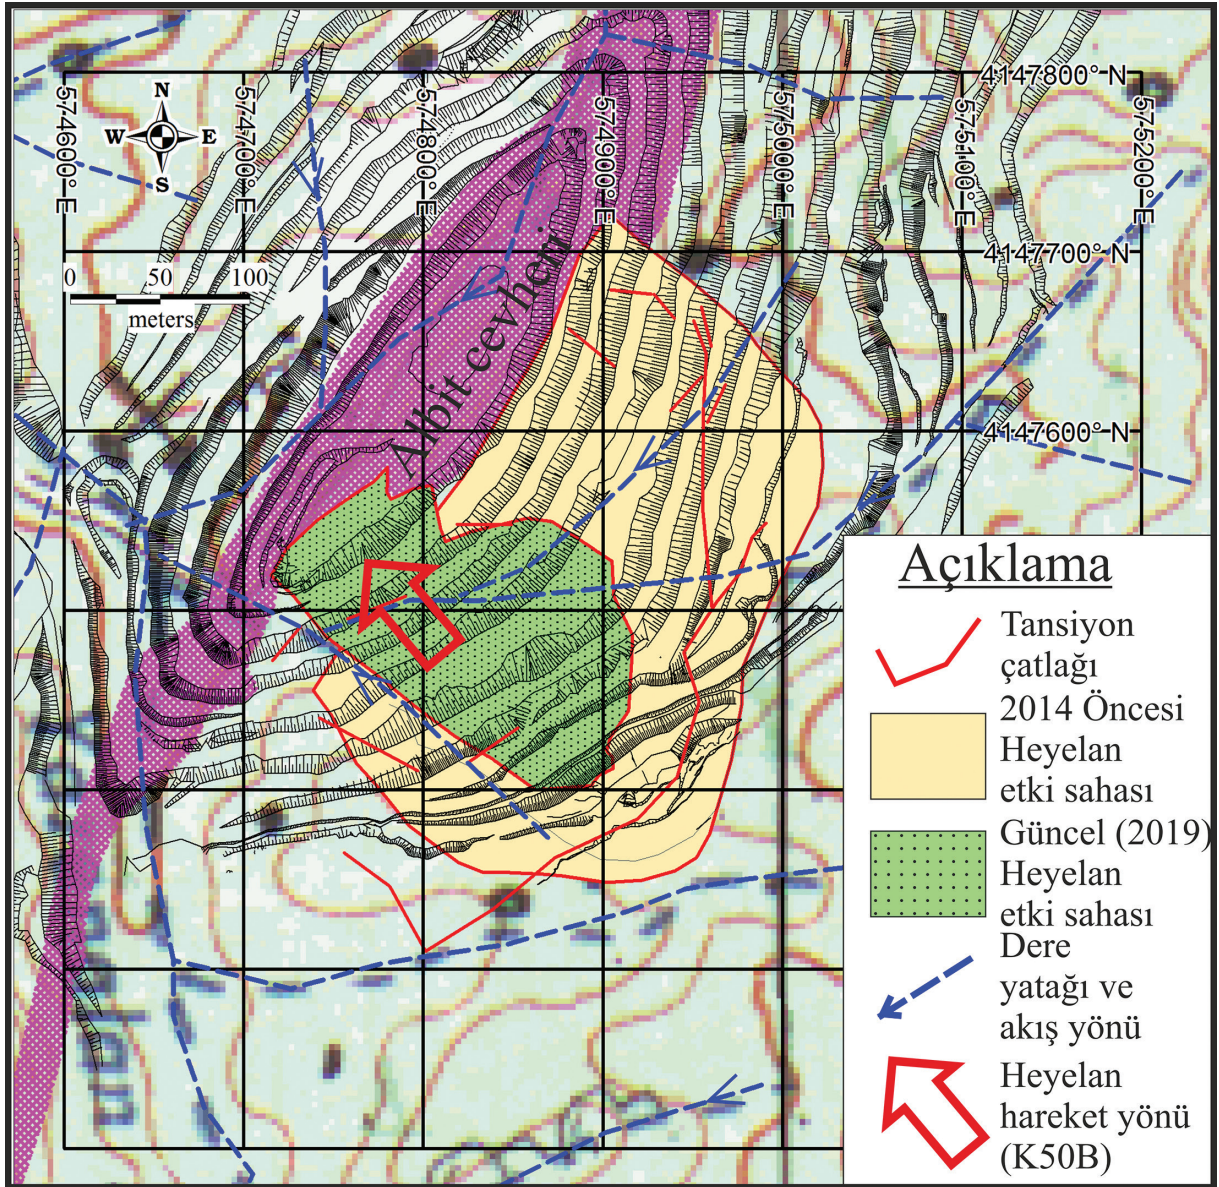 574600° E
574700° E
574800° E
574900° E
575000° E
575100° E
575200° E
4147800° N
4147700° N
4147600° N
N
W E
S
0 50 100
meters
Albit cevheri
Açıklama
Tansiyon
çatlağı
2014 Öncesi
Heyelan
etki sahası
Güncel (2019)
Heyelan
etki sahası
Dere
yatağı ve
akış yönü
Heyelan
hareket yönü
(K50B)